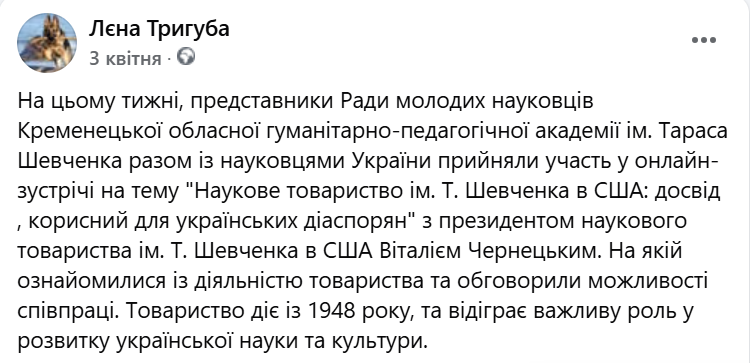 Лєна Тригуба
3 квітня ·
На цьому тижні, представники Ради молодих науковців
Кременецької обласної гуманітарно-педагогічної академії ім. Тараса
Шевченка разом із науковцями України прийняли участь у онлайн-
зустрічі на тему "Наукове товариство ім. Т. Шевченка в США: досвід
, корисний для українських діаспорян" з президентом наукового
товариства ім. Т. Шевченка в США Віталієм Чернецьким. На якій
ознайомилися із діяльністю товариства та обговорили можливості
співпраці. Товариство діє із 1948 року, та відіграє важливу роль у
розвитку української науки та культури.